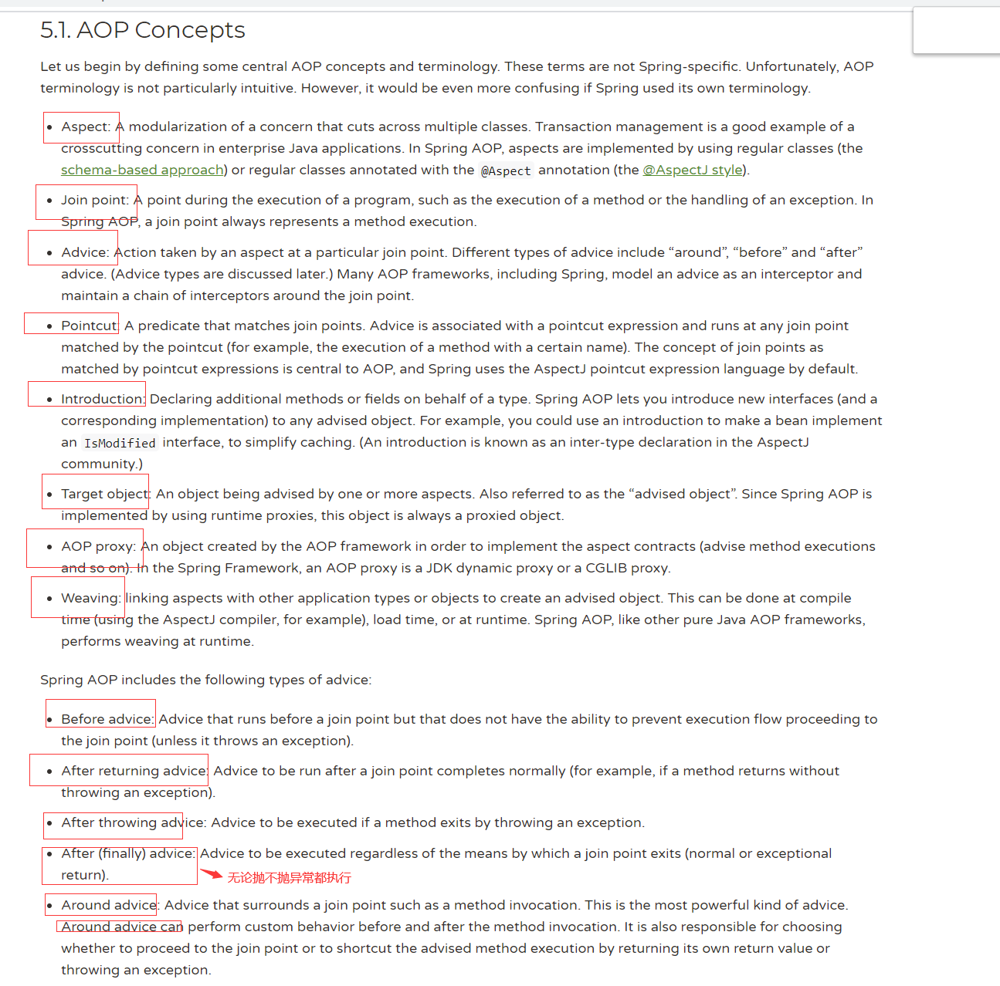 5.1. AOP Concepts
Let us begin by defining some central AOP concepts and terminology. These terms are not Spring-specific. Unfortunately, AOP
terminology is not particularly intuitive. However, it would be even more confusing if Spring used its own terminology.
• Aspect: A modularization of a concern that cuts across multiple classes. Transaction management is a good example of a
crosscutting concern in enterprise Java applications. In Spring AOP, aspects are implemented by using regular classes (the
schema-based approach) or regular classes annotated with the @Aspect annotation (the @AspectJ style).
• Join point: A point during the execution of a program, such as the execution of a method or the handling of an exception. In
Spring AOP, a join point always represents a method execution.
• Advice: Action taken by an aspect at a particular join point. Different types of advice include “around”, “before” and “after”
advice. (Advice types are discussed later.) Many AOP frameworks, including Spring, model an advice as an interceptor and
maintain a chain of interceptors around the join point.
• Pointcut: A predicate that matches join points. Advice is associated with a pointcut expression and runs at any join point
matched by the pointcut (for example, the execution of a method with a certain name). The concept of join points as
matched by pointcut expressions is central to AOP, and Spring uses the AspectJ pointcut expression language by default.
• Introduction: Declaring additional methods or fields on behalf of a type. Spring AOP lets you introduce new interfaces (and a
corresponding implementation) to any advised object. For example, you could use an introduction to make a bean implement
an IsModified interface, to simplify caching. (An introduction is known as an inter-type declaration in the AspectJ
community.)
• Target object: An object being advised by one or more aspects. Also referred to as the “advised object”. Since Spring AOP is
implemented by using runtime proxies, this object is always a proxied object.
• AOP proxy: An object created by the AOP framework in order to implement the aspect contracts (advise method executions
and so on). In the Spring Framework, an AOP proxy is a JDK dynamic proxy or a CGLIB proxy.
• Weaving: linking aspects with other application types or objects to create an advised object. This can be done at compile
time (using the AspectJ compiler, for example), load time, or at runtime. Spring AOP, like other pure Java AOP frameworks,
performs weaving at runtime.
Spring AOP includes the following types of advice:
• Before advice: Advice that runs before a join point but that does not have the ability to prevent execution flow proceeding to
the join point (unless it throws an exception).
• After returning advice: Advice to be run after a join point completes normally (for example, if a method returns without
throwing an exception).
• After throwing advice: Advice to be executed if a method exits by throwing an exception.
• After (finally) advice: Advice to be executed regardless of the means by which a join point exits (normal or exceptional
return).
无论抛不抛异常都执行
• Around advice: Advice that surrounds a join point such as a method invocation. This is the most powerful kind of advice.
Around advice can perform custom behavior before and after the method invocation. It is also responsible for choosing
whether to proceed to the join point or to shortcut the advised method execution by returning its own return value or
throwing an exception.